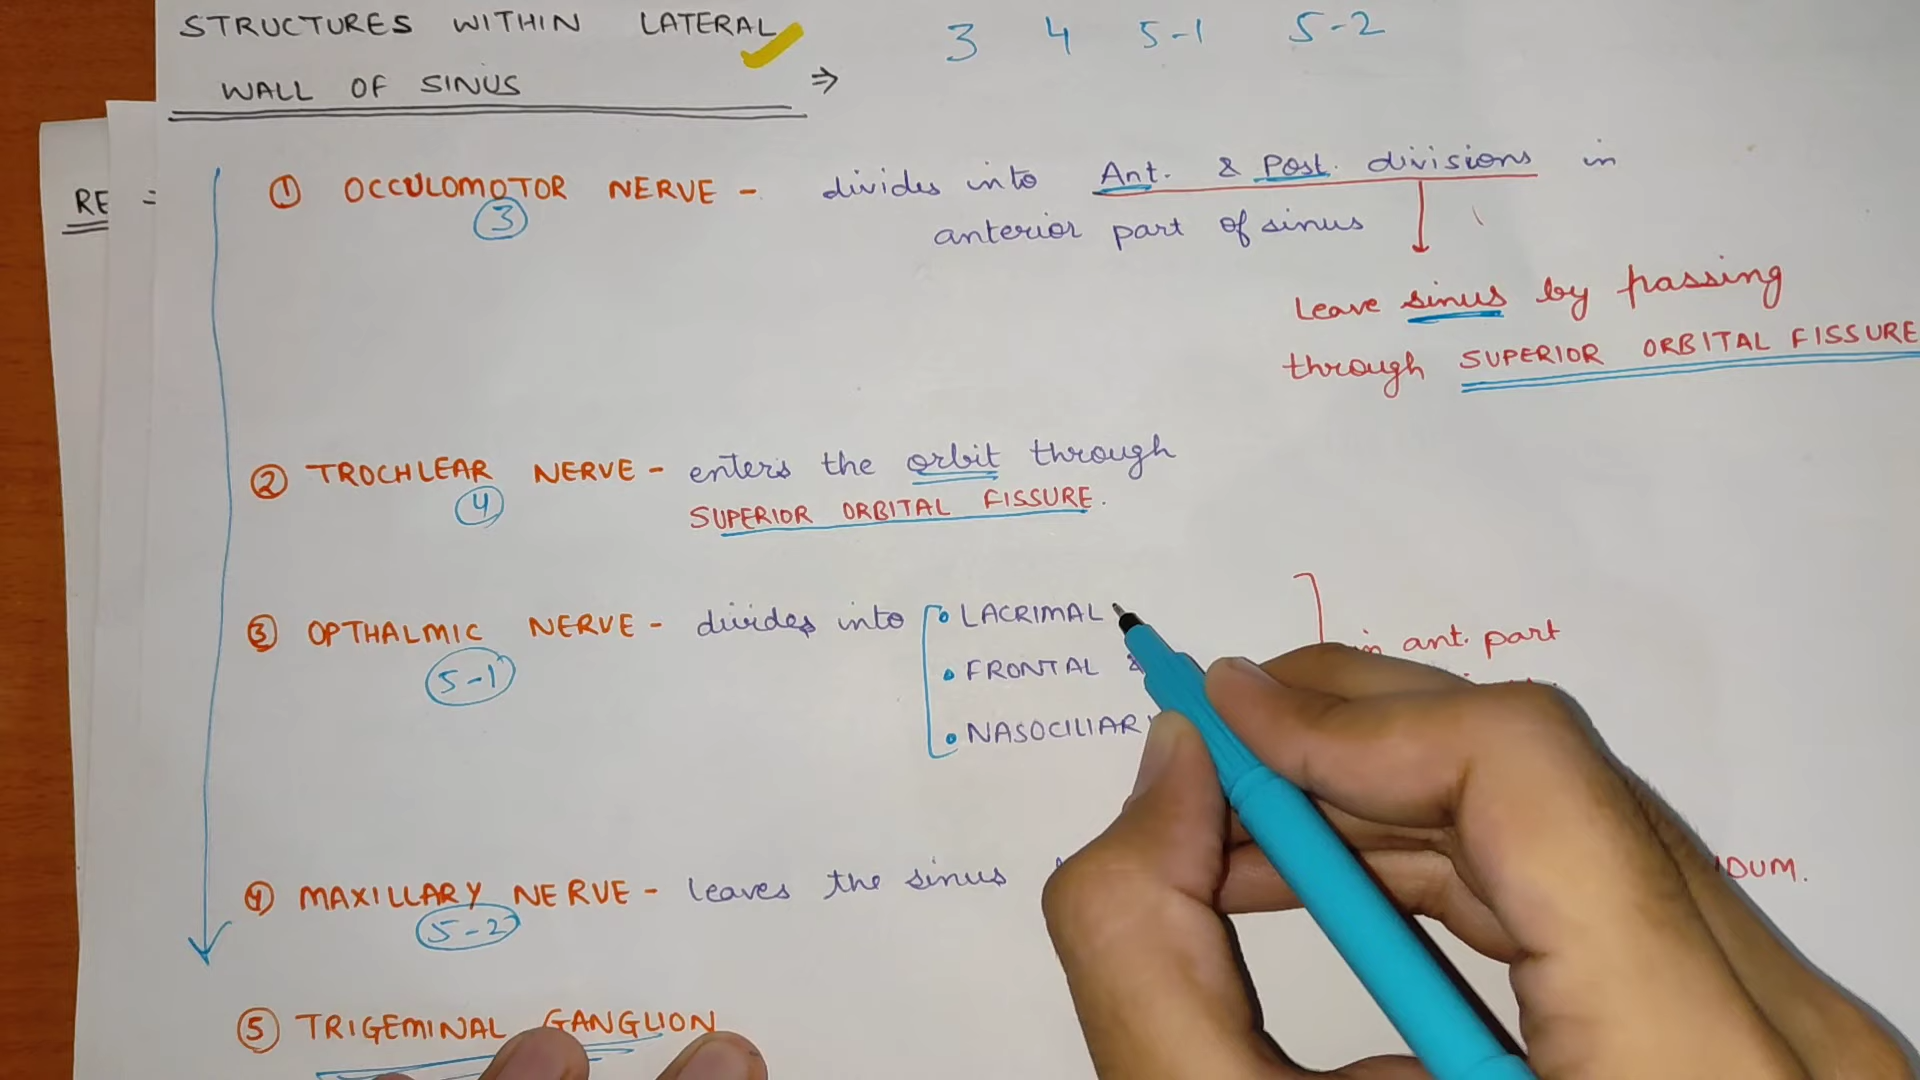 STRUCTURES WITHIN LATERAL
WALL OF SINUS ⇒
3 4 5-1 5-2
RE =
① OCCULOMOTOR NERVE - divides into Ant. & Post. divisions in
③ anterior part of sinus
Leave sinus by passing
through SUPERIOR ORBITAL FISSURE
② TROCHLEAR NERVE - enters the orbit through
④ SUPERIOR ORBITAL FISSURE.
③ OPTHALMIC NERVE - divides into • LACRIMAL
5-1 • FRONTAL &
• NASOCILIARY
in ant. part
④ MAXILLARY NERVE - leaves the sinus
5-2
DUM.
⑤ TRIGEMINAL GANGLION